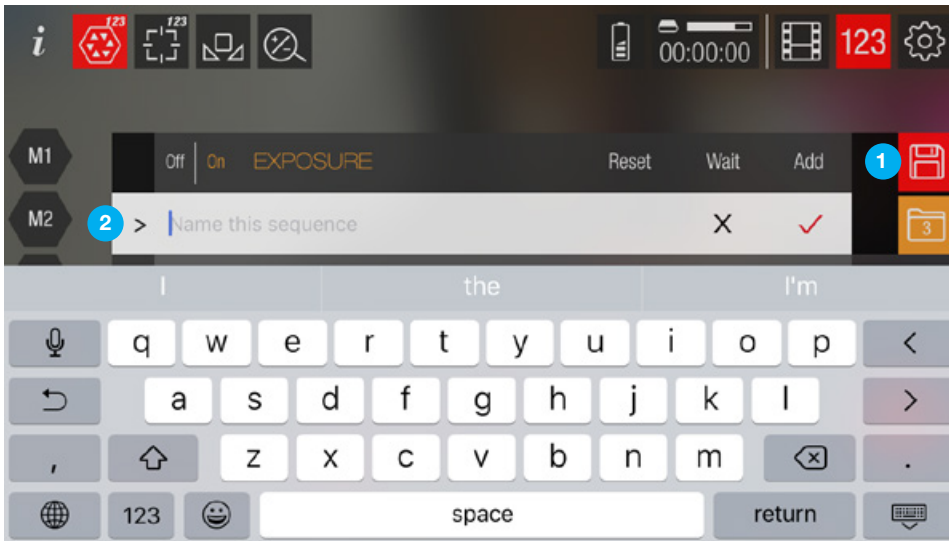 i 123 123 00:00:00 123
M1 Off On EXPOSURE Reset Wait Add 1
M2 2 > Name this sequence X 3
I the I'm
q w e r t y u i o p <
a s d f g h j k l >
, z x c v b n m .
123 space return